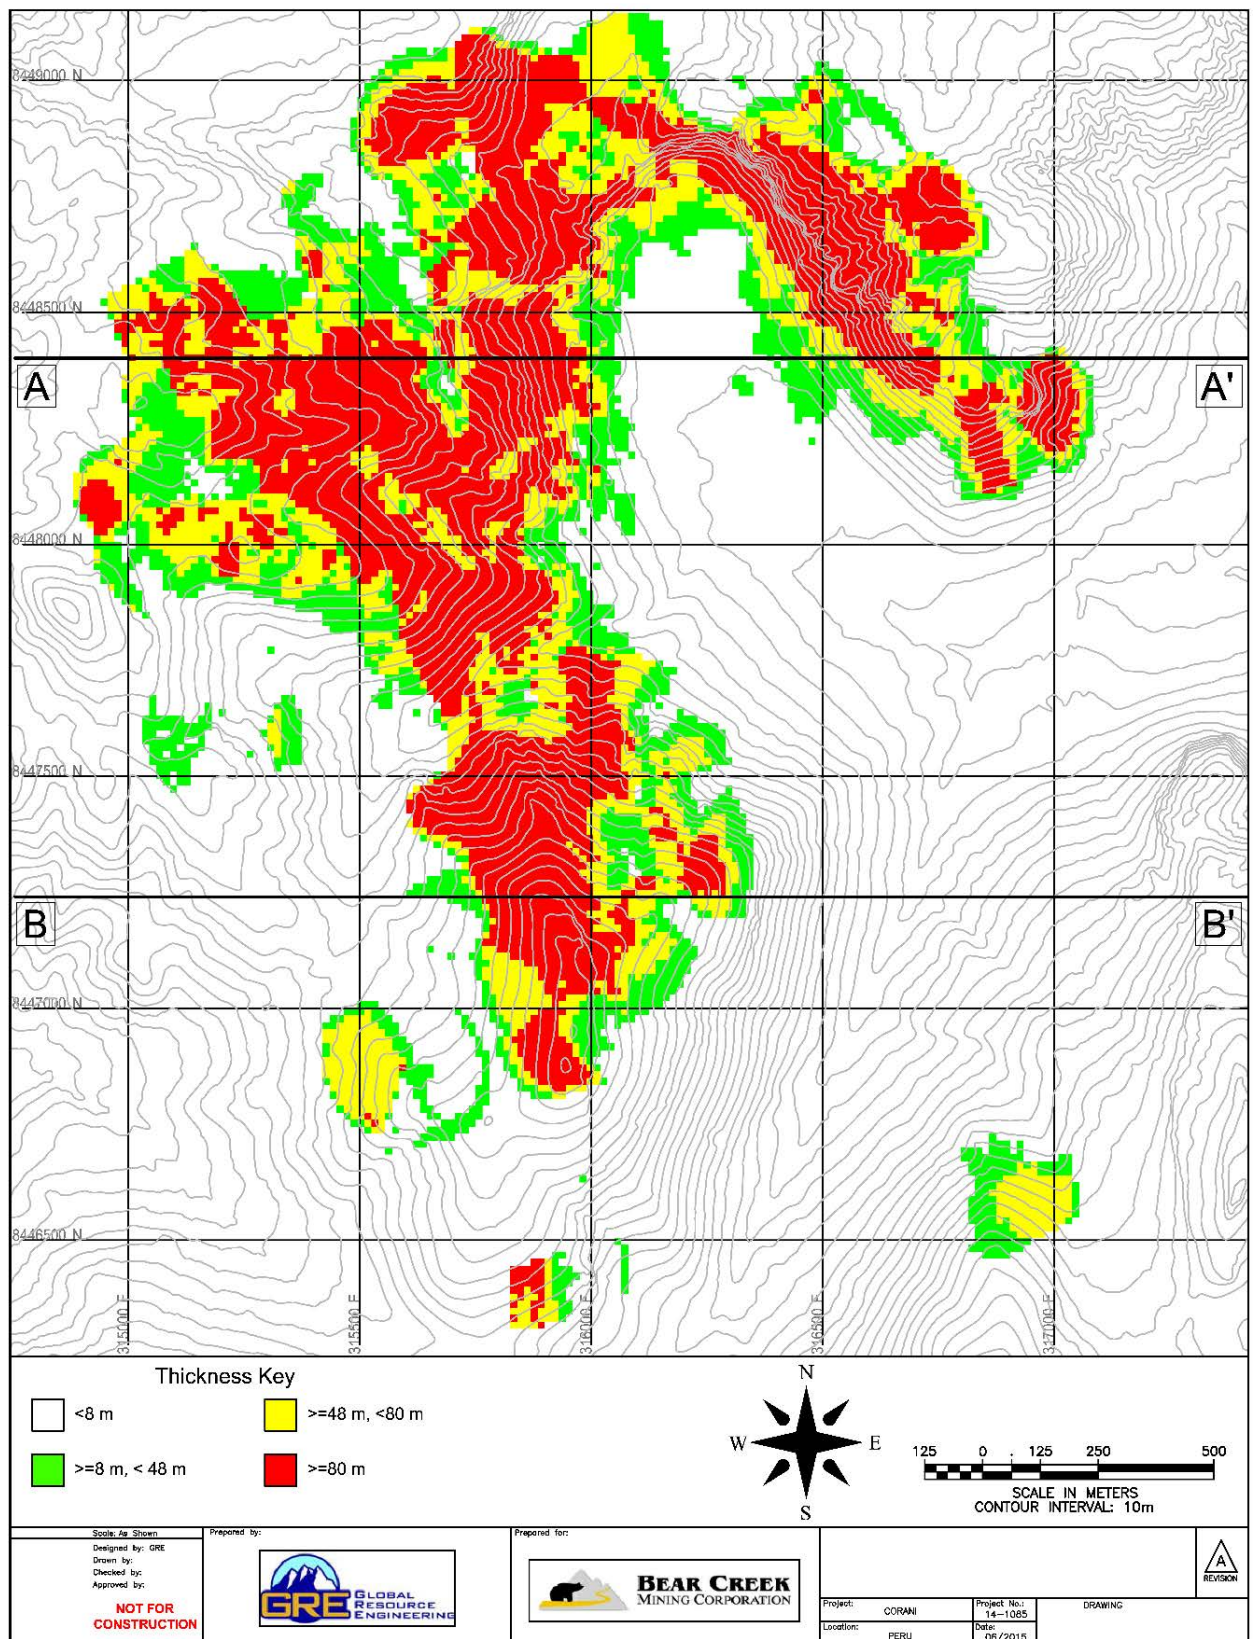 8449000 N
8448500 N
A
A'
8448000 N
8447500 N
B
B'
8447000 N
8446500 N
315000 E
315500 E
316000 E
316500 E
317000 E
Thickness Key
<8 m
>=48 m, <80 m
>=8 m, < 48 m
>=80 m
N
W
E
S
125 0 125 250 500
SCALE IN METERS
CONTOUR INTERVAL: 10m
Scale: As Shown
Designed by: GRE
Drawn by:
Checked by:
Approved by:
NOT FOR
CONSTRUCTION
Prepared by:
GRE GLOBAL
RESOURCE
ENGINEERING
Prepared for:
BEAR CREEK
MINING CORPORATION
A
REVISION
Project:
CORANI
Project No.:
14-1085
DRAWING
Location:
PERU
Date:
06/2015